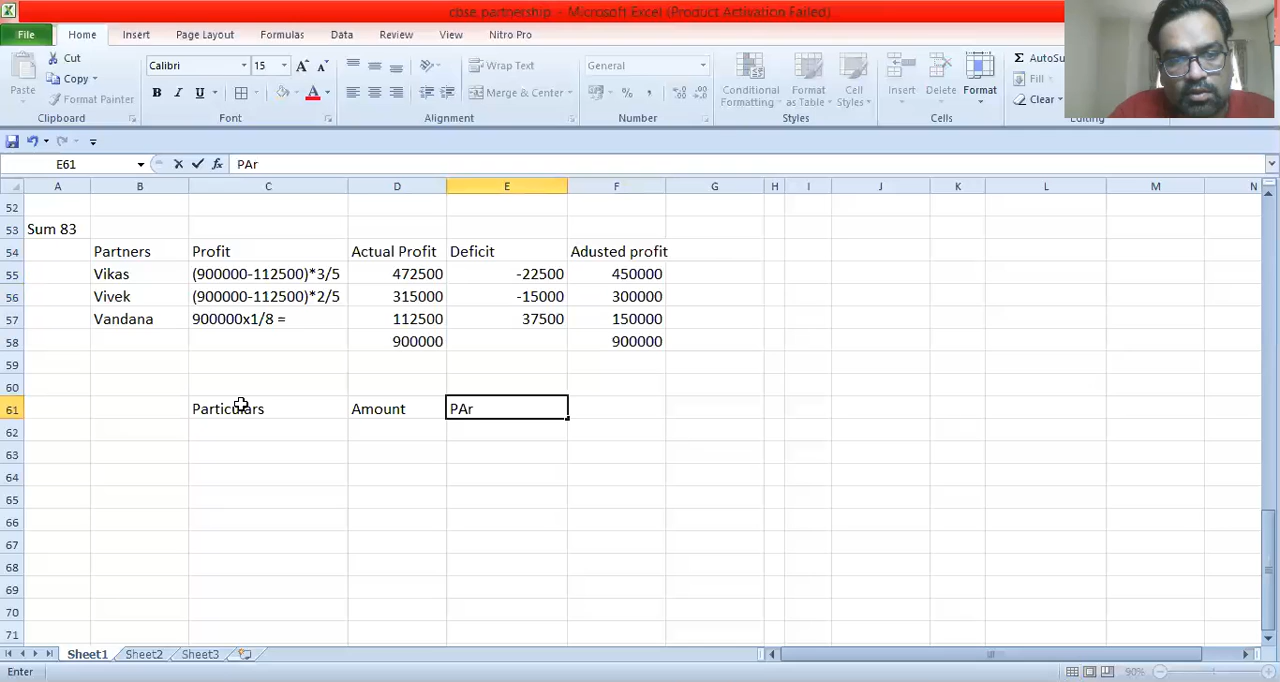 cbse partnership - Microsoft Excel (Product Activation Failed)
File Home Insert Page Layout Formulas Data Review View Nitro Pro
Cut
Copy
Format Painter
Paste
Clipboard
Calibri 15
A A
B I U A
Font
Wrap Text
Merge & Center
Alignment
General
% ,
Number
Conditional Formatting
Format as Table
Cell Styles
Styles
Insert Delete Format
Cells
Σ AutoSu
Fill
Clear
Editing
E61 fx PAr
A B C D E F G H I J K L M N
52
53 Sum 83
54 Partners Profit Actual Profit Deficit Adusted profit
55 Vikas (900000-112500)*3/5 472500 -22500 450000
56 Vivek (900000-112500)*2/5 315000 -15000 300000
57 Vandana 900000x1/8 = 112500 37500 150000
58 900000 900000
59
60
61 Particulars Amount PAr
62
63
64
65
66
67
68
69
70
71
Sheet1 Sheet2 Sheet3
Enter 90%